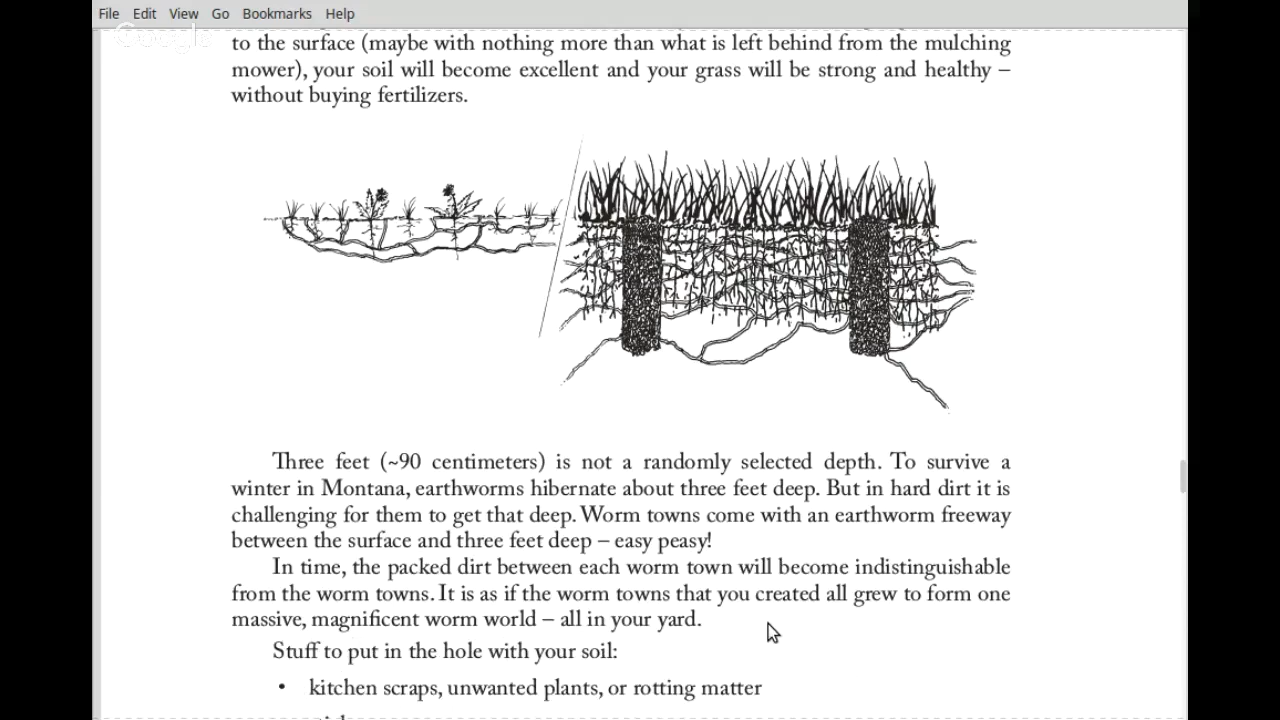 File Edit View Go Bookmarks Help
Google
to the surface (maybe with nothing more than what is left behind from the mulching
mower), your soil will become excellent and your grass will be strong and healthy –
without buying fertilizers.
Three feet (~90 centimeters) is not a randomly selected depth. To survive a
winter in Montana, earthworms hibernate about three feet deep. But in hard dirt it is
challenging for them to get that deep. Worm towns come with an earthworm freeway
between the surface and three feet deep – easy peasy!
In time, the packed dirt between each worm town will become indistinguishable
from the worm towns. It is as if the worm towns that you created all grew to form one
massive, magnificent worm world – all in your yard.
Stuff to put in the hole with your soil:
• kitchen scraps, unwanted plants, or rotting matter